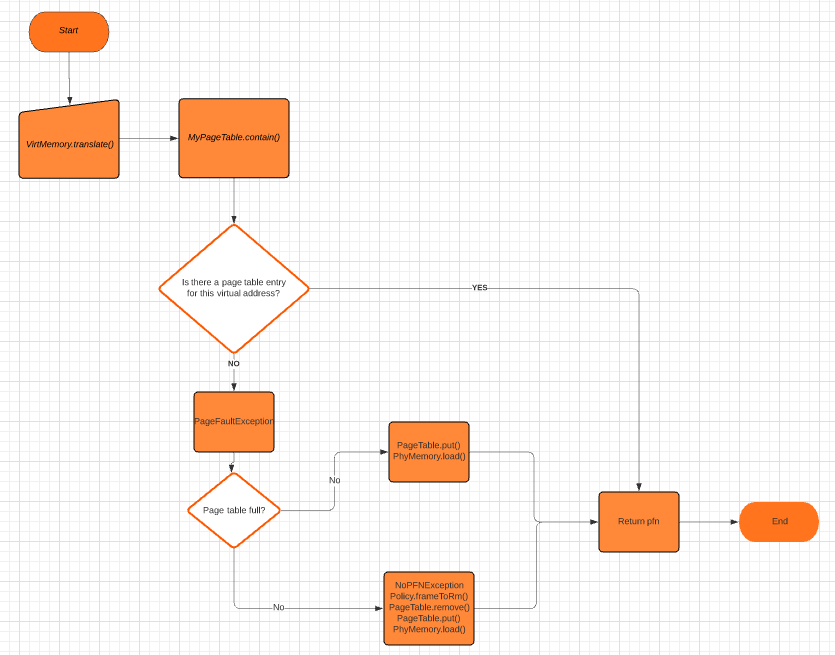 Start
VirtMemory.translate()
MyPageTable.contain()
Is there a page table entry
for this virtual address?
YES
NO
PageFaultException
PageTable.put()
PhyMemory.load()
No
Page table full?
Return pfn
End
No
NoPFNException
Policy.frameToRm()
PageTable.remove()
PageTable.put()
PhyMemory.load()